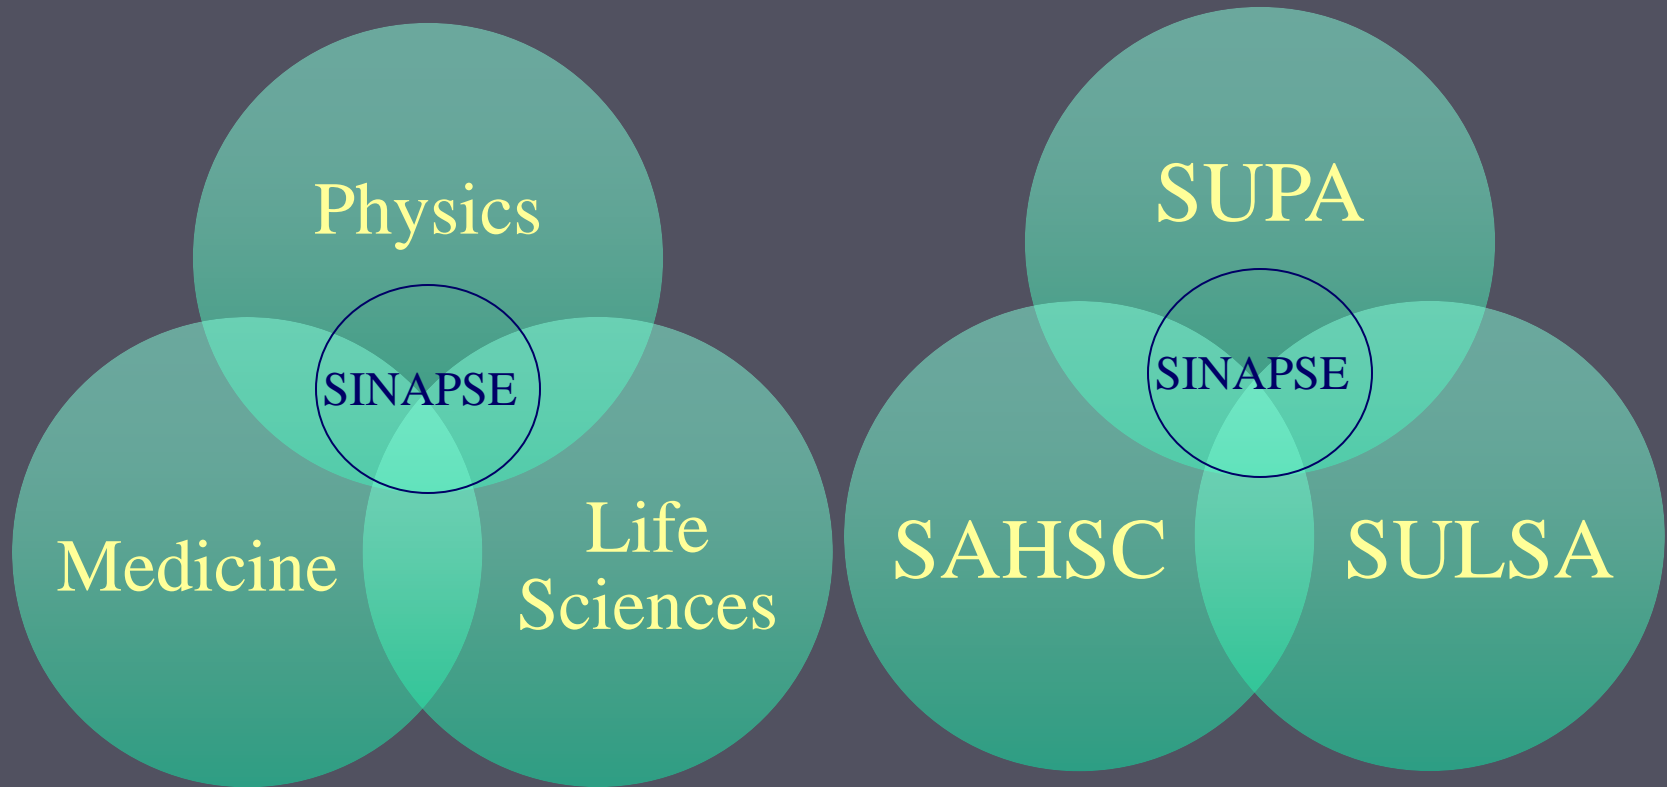 Physics
SINAPSE
Medicine
Life
Sciences
SUPA
SINAPSE
SAHSC
SULSA